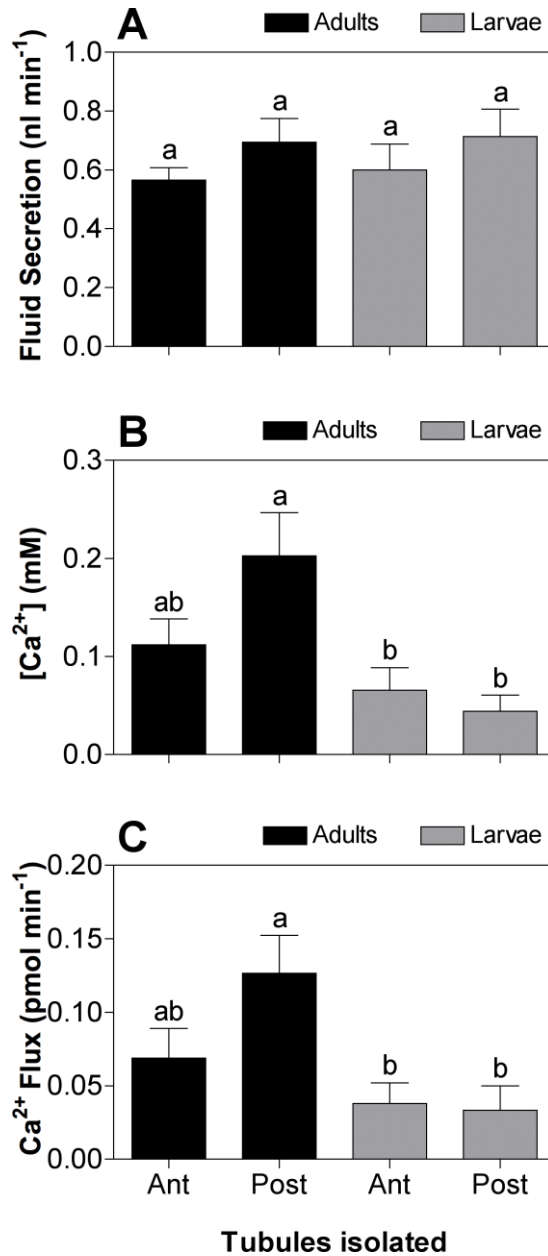 A
Adults Larvae
Fluid Secretion (nl min⁻¹)
1.0
0.8
0.6
0.4
0.2
0.0
a a a a
B
Adults Larvae
[Ca²⁺] (mM)
0.3
0.2
0.1
0.0
ab a b b
C
Adults Larvae
Ca²⁺ Flux (pmol min⁻¹)
0.20
0.15
0.10
0.05
0.00
ab a b b
Ant Post Ant Post
Tubules isolated